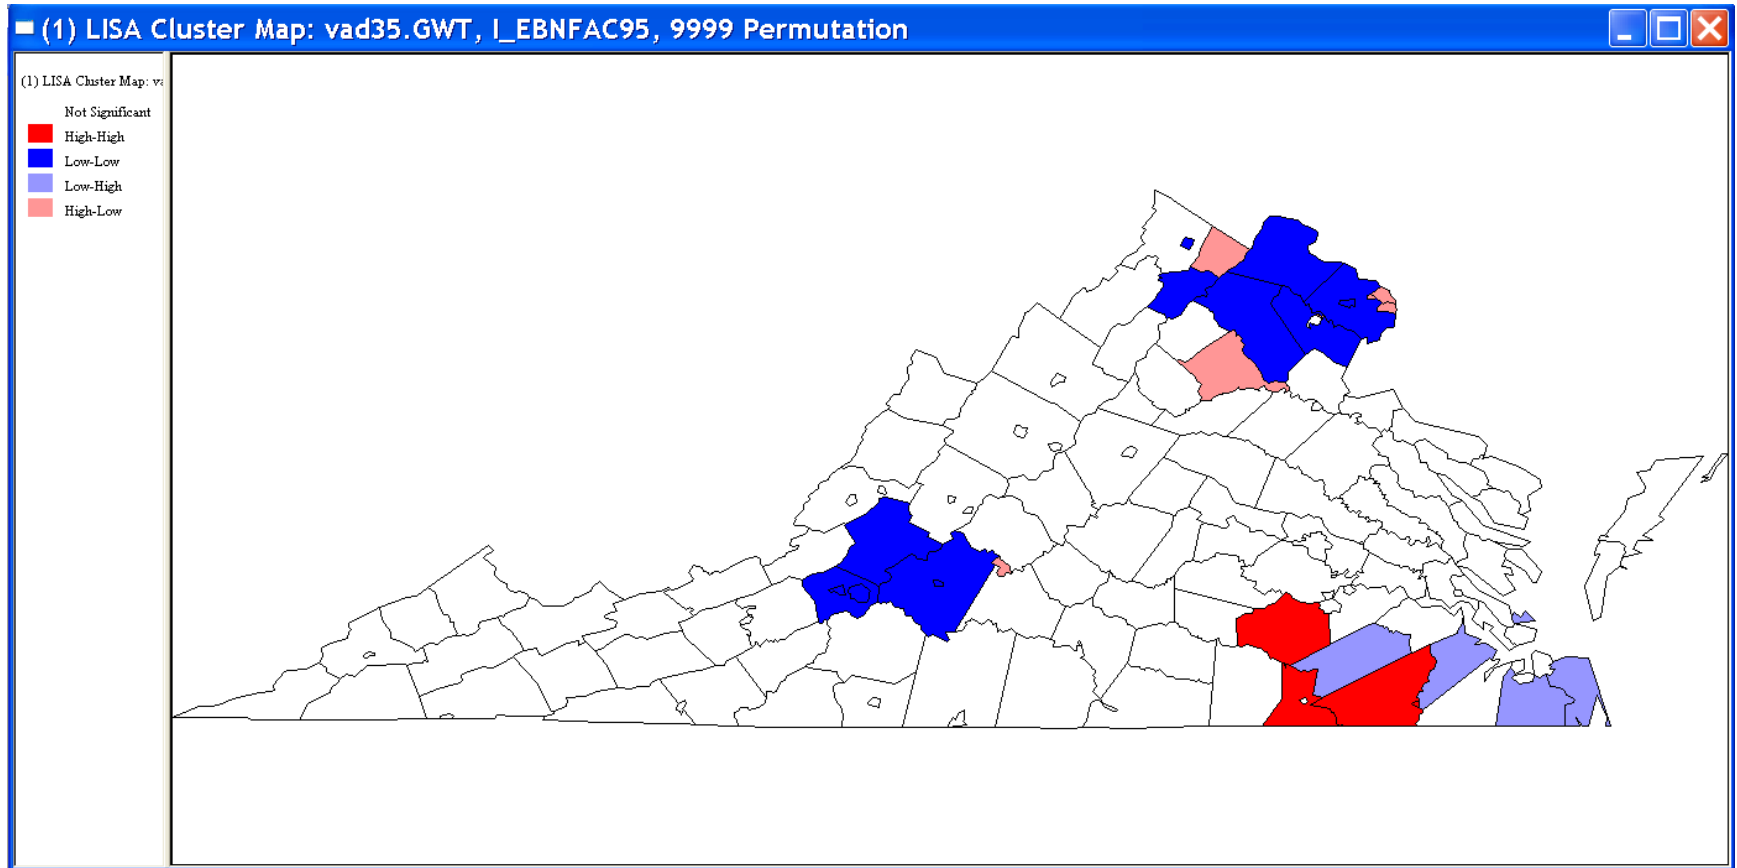 (1) LISA Cluster Map: vad35.GWT, I_EBNFAC95, 9999 Permutation
(1) LISA Cluster Map: va
Not Significant
High-High
Low-Low
Low-High
High-Low